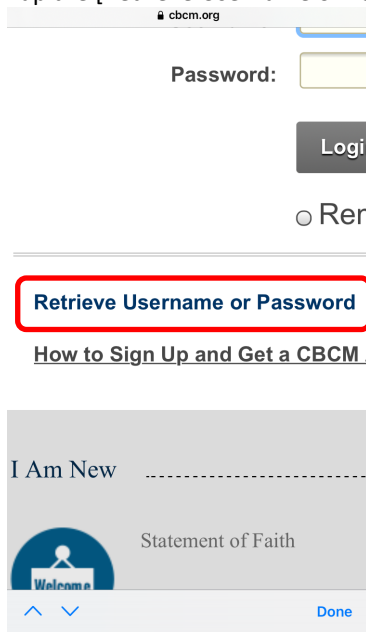 cbcm.org
Password:
Logi
Rer
Retrieve Username or Password
How to Sign Up and Get a CBCM
I Am New
Statement of Faith
Welcome
Done